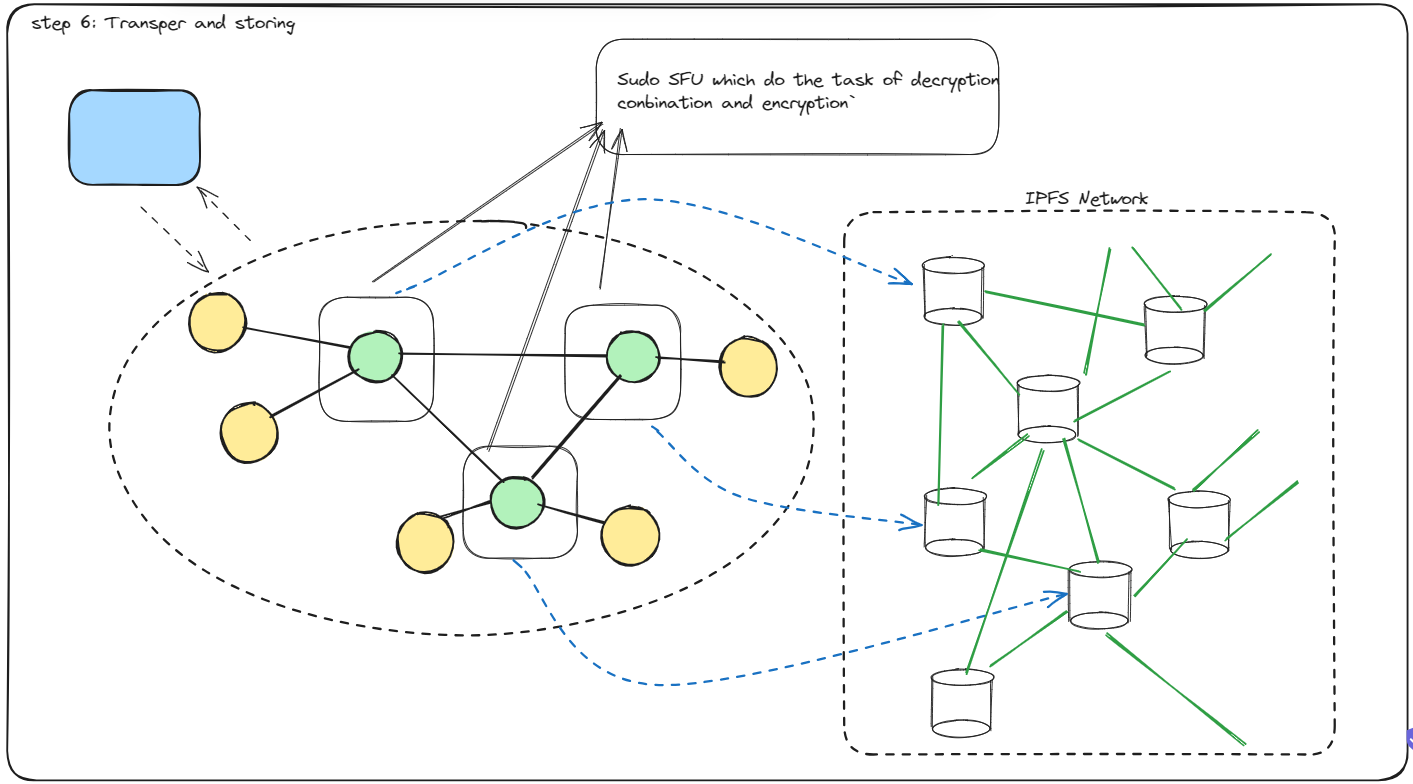 step 6: Transper and storing
Sudo SFU which do the task of decryption
conbination and encryption`
IPFS Network